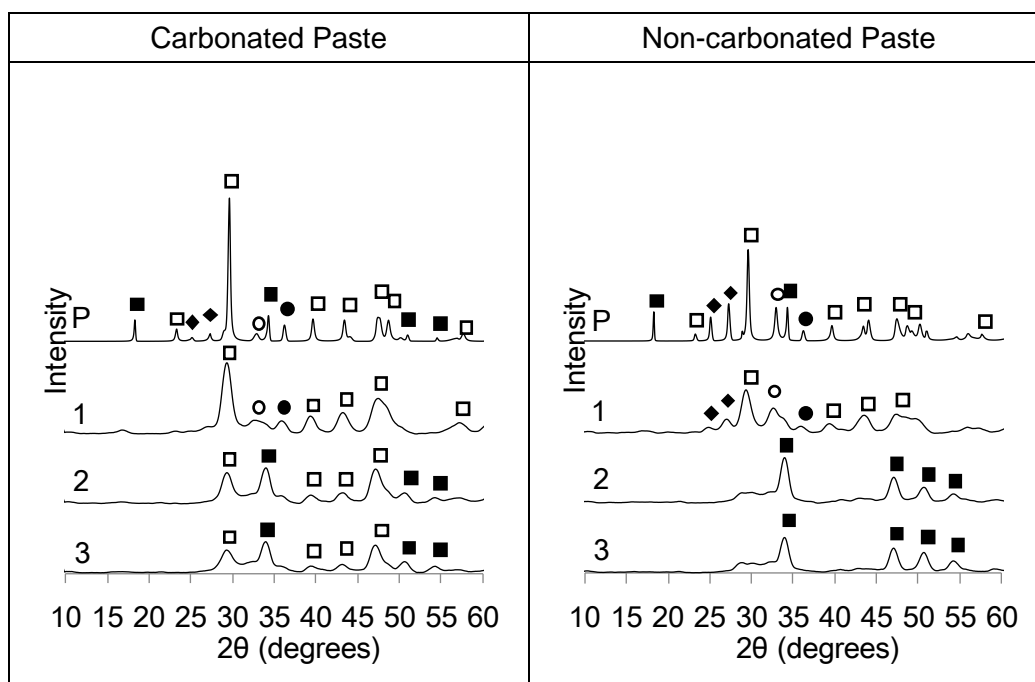 Carbonated Paste
Non-carbonated Paste
Intensity
P
1
2
3
10 15 20 25 30 35 40 45 50 55 60
2θ (degrees)
Intensity
P
1
2
3
10 15 20 25 30 35 40 45 50 55 60
2θ (degrees)